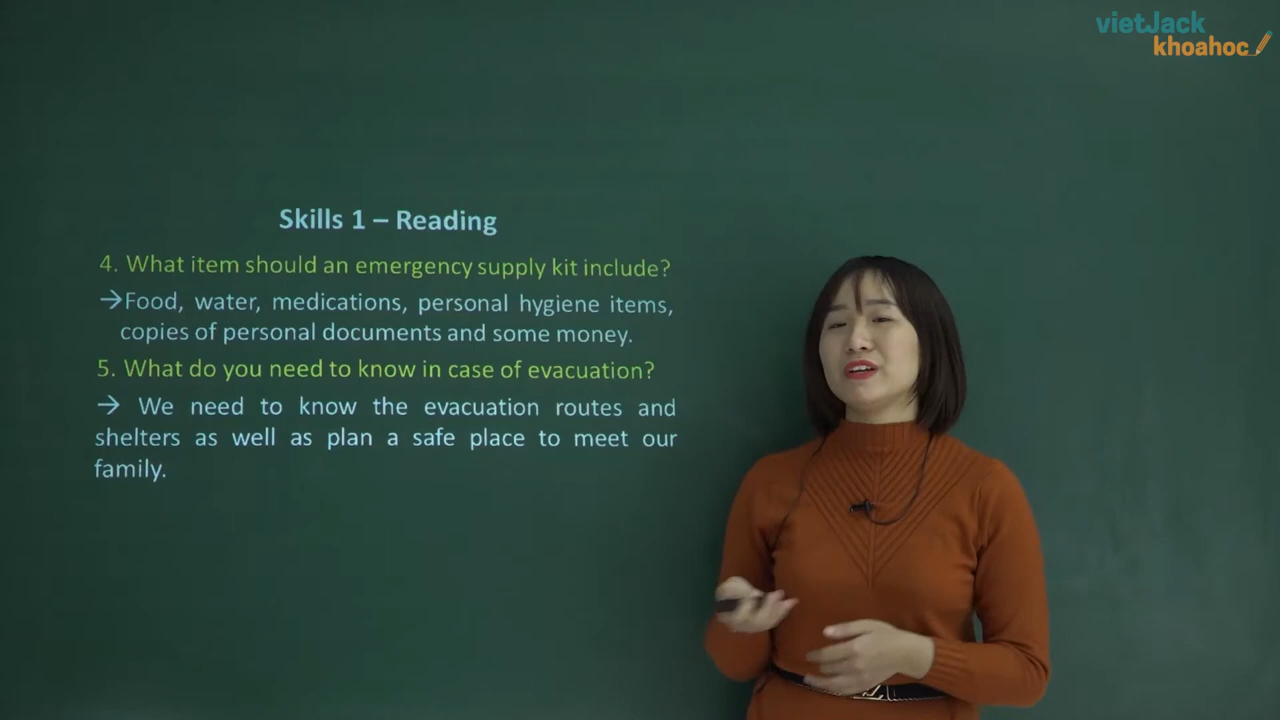 vietJack
khoahoc
Skills 1 – Reading
4. What item should an emergency supply kit include?
→Food, water, medications, personal hygiene items,
copies of personal documents and some money.
5. What do you need to know in case of evacuation?
→ We need to know the evacuation routes and
shelters as well as plan a safe place to meet our
family.